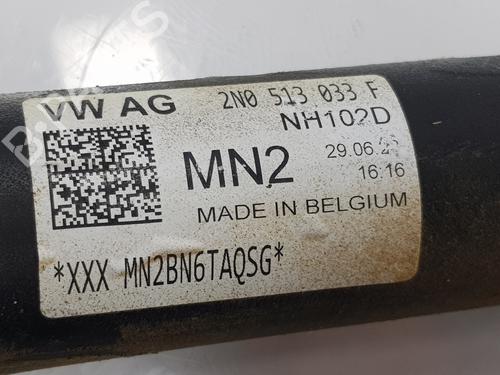 VW AG 2N0 513 033 F
NH102D
MN2
29.06.
16:16
MADE IN BELGIUM
*XXX MN2BN6TAQSG*